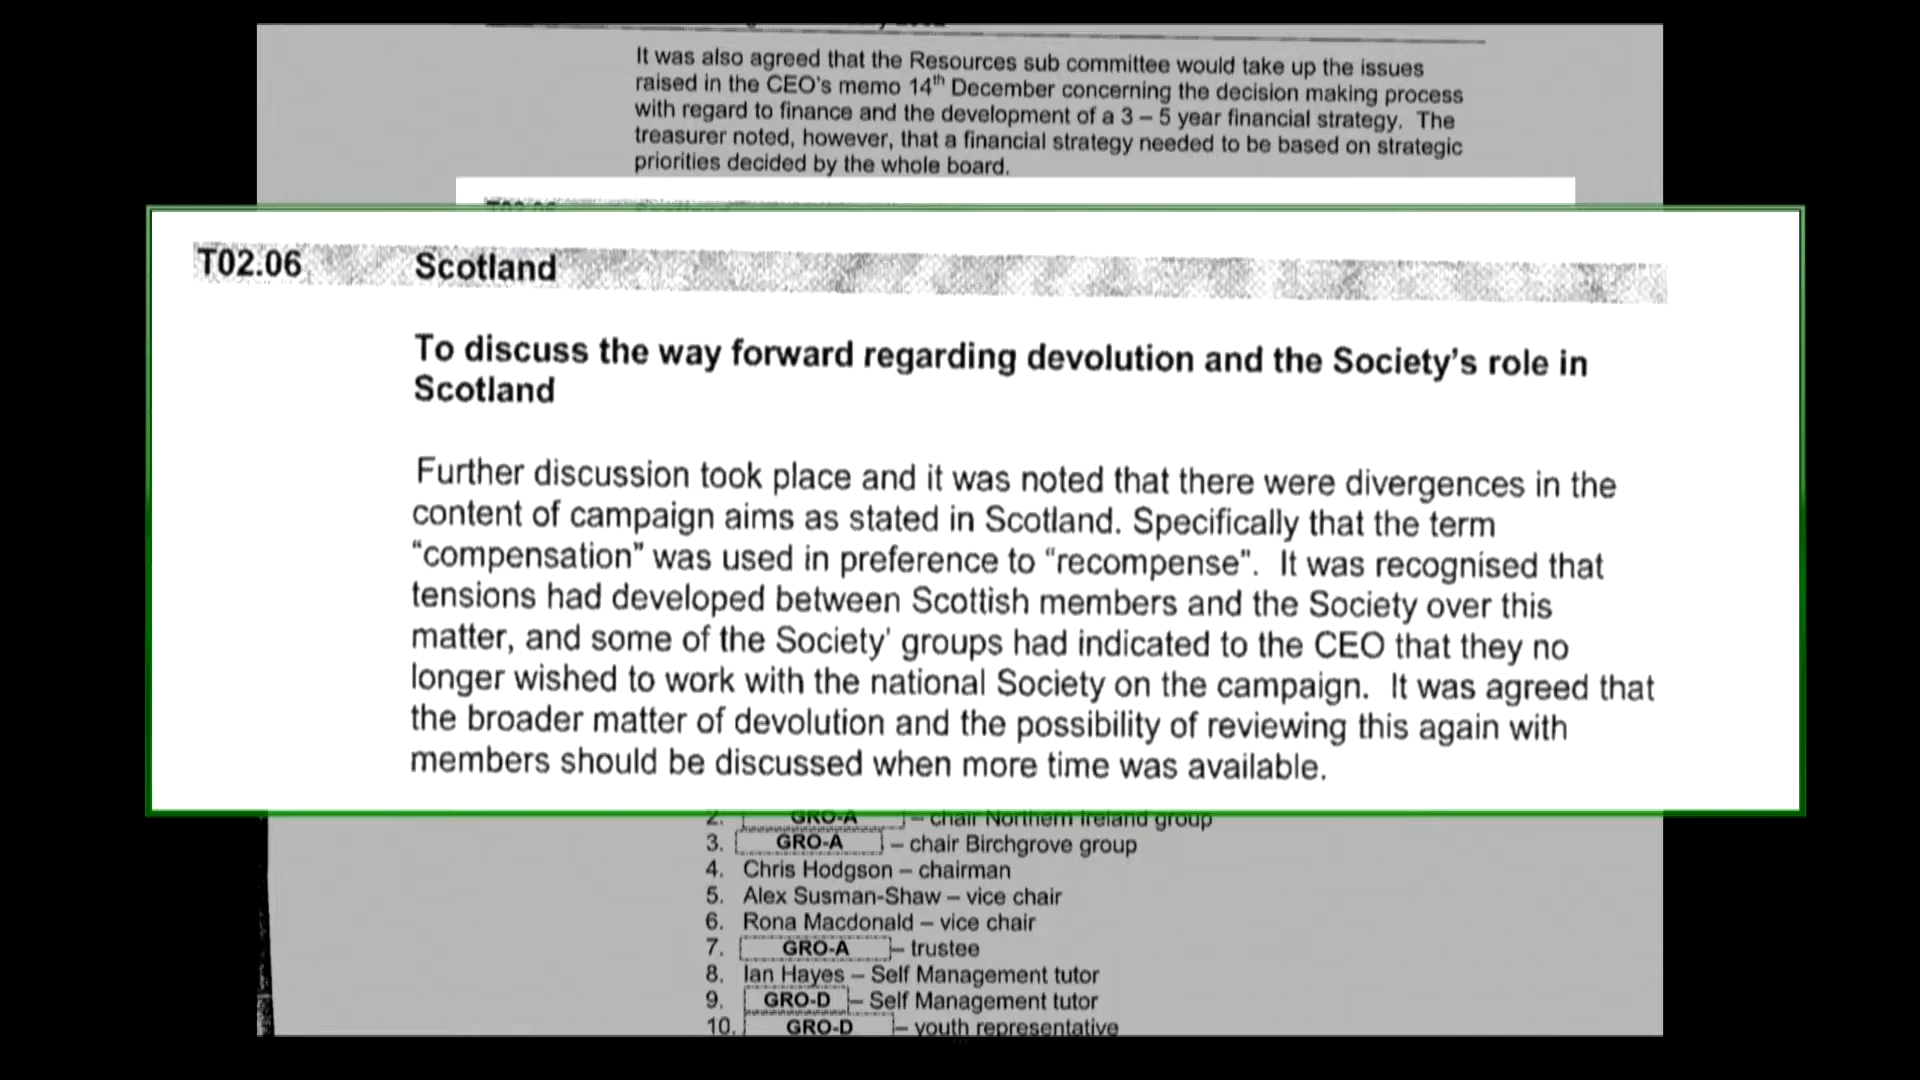 It was also agreed that the Resources sub committee would take up the issues
raised in the CEO's memo 14th December concerning the decision making process
with regard to finance and the development of a 3 – 5 year financial strategy. The
treasurer noted, however, that a financial strategy needed to be based on strategic
priorities decided by the whole board.
T02.06 Scotland
To discuss the way forward regarding devolution and the Society's role in
Scotland
Further discussion took place and it was noted that there were divergences in the
content of campaign aims as stated in Scotland. Specifically that the term
“compensation” was used in preference to “recompense”. It was recognised that
tensions had developed between Scottish members and the Society over this
matter, and some of the Society' groups had indicated to the CEO that they no
longer wished to work with the national Society on the campaign. It was agreed that
the broader matter of devolution and the possibility of reviewing this again with
members should be discussed when more time was available.
2. GRO-A – chair Northern Ireland group
3. GRO-A – chair Birchgrove group
4. Chris Hodgson – chairman
5. Alex Susman-Shaw – vice chair
6. Rona Macdonald – vice chair
7. GRO-A – trustee
8. Ian Hayes – Self Management tutor
9. GRO-D – Self Management tutor
10. GRO-D – youth representative